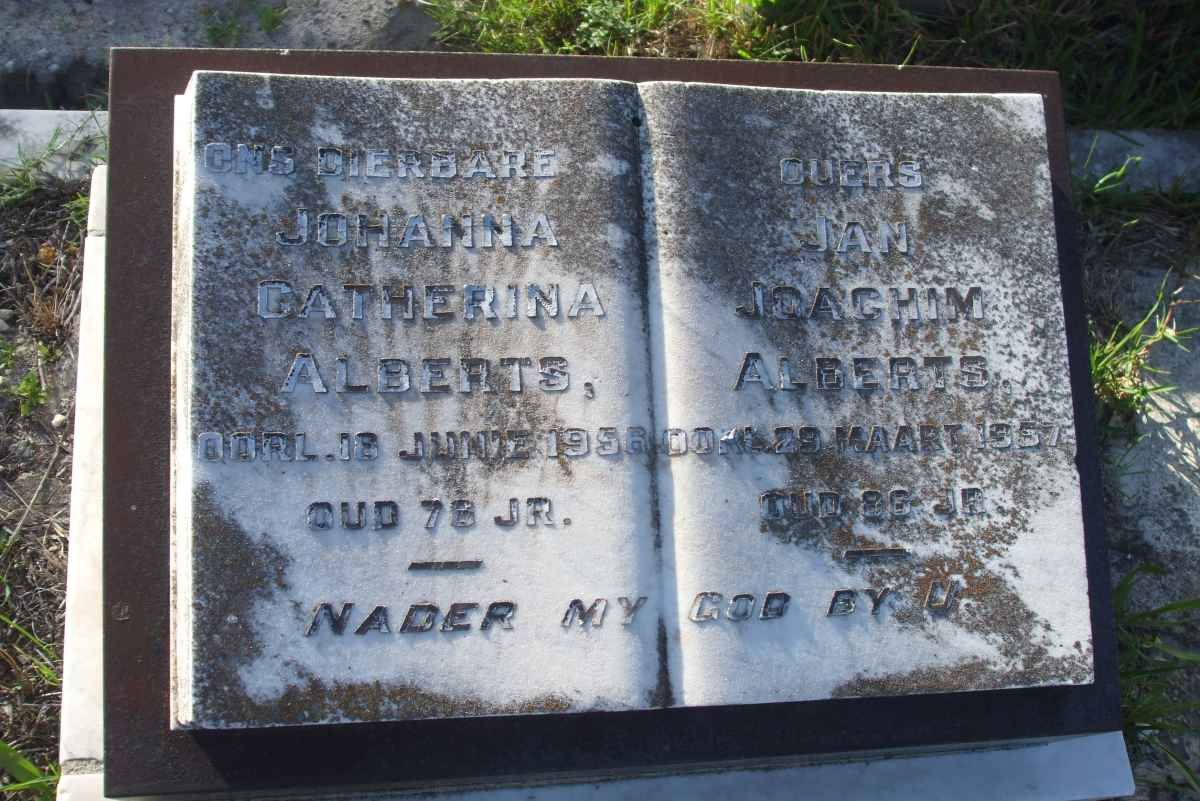 ONS DIERBARE
JOHANNA
CATHERINA
ALBERTS,
OORL. 18 JUNIE 1956
OUD 76 JR.
OUERS
JAN
JOACHIM
ALBERTS,
OORL. 29 MAART 1957
OUD 86 JR
NADER MY GOD BY U.